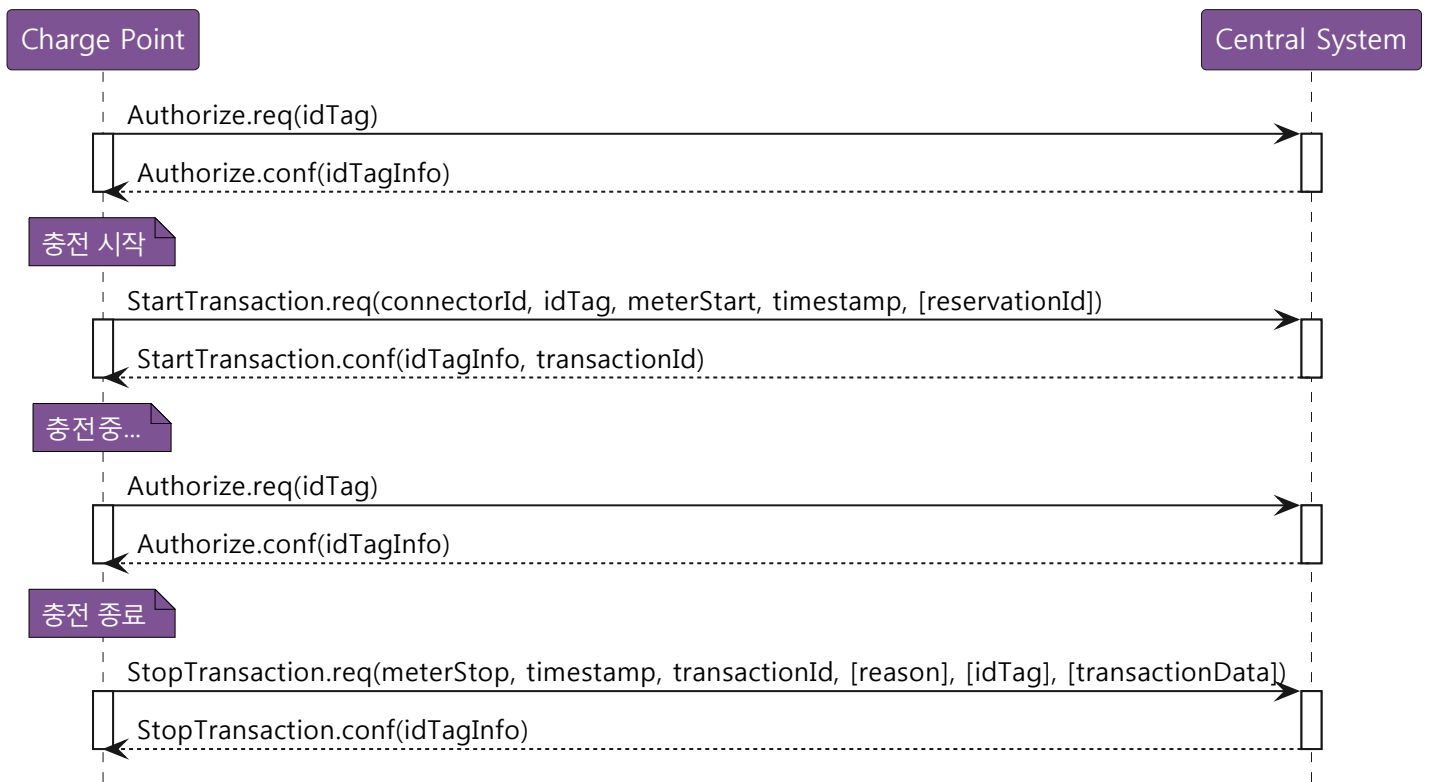 Charge Point
Central System
Authorize.req(idTag)
Authorize.conf(idTagInfo)
충전 시작
StartTransaction.req(connectorId, idTag, meterStart, timestamp, [reservationId])
StartTransaction.conf(idTagInfo, transactionId)
충전중...
Authorize.req(idTag)
Authorize.conf(idTagInfo)
충전 종료
StopTransaction.req(meterStop, timestamp, transactionId, [reason], [idTag], [transactionData])
StopTransaction.conf(idTagInfo)